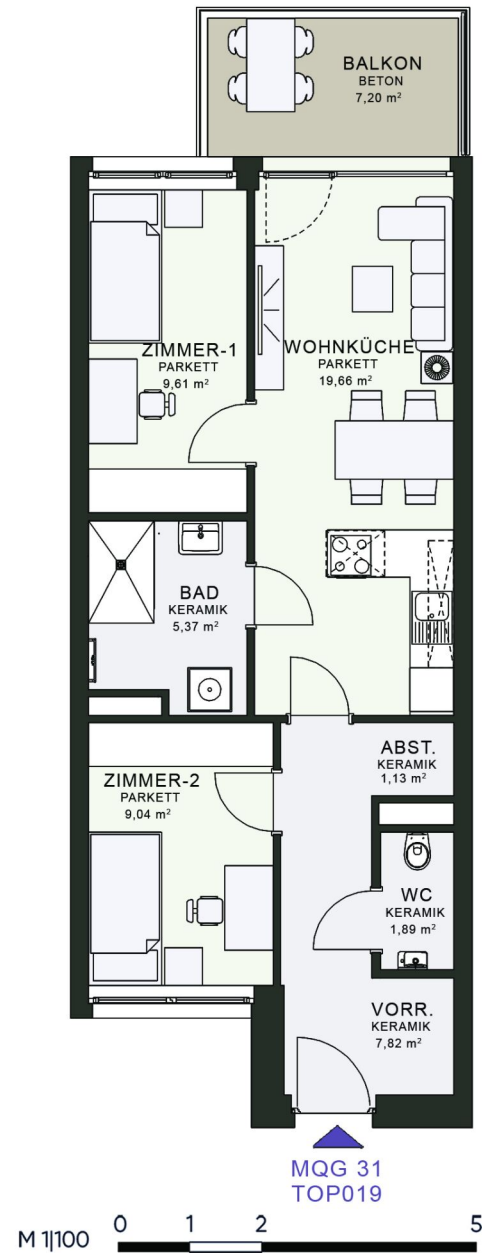 BALKON
BETON
7,20 m²
ZIMMER-1
PARKETT
9,61 m²
WOHNKÜCHE
PARKETT
19,66 m²
BAD
KERAMIK
5,37 m²
ABST.
KERAMIK
1,13 m²
ZIMMER-2
PARKETT
9,04 m²
WC
KERAMIK
1,89 m²
VORR.
KERAMIK
7,82 m²
MQG 31
TOP019
M 1|100 0 1 2 5